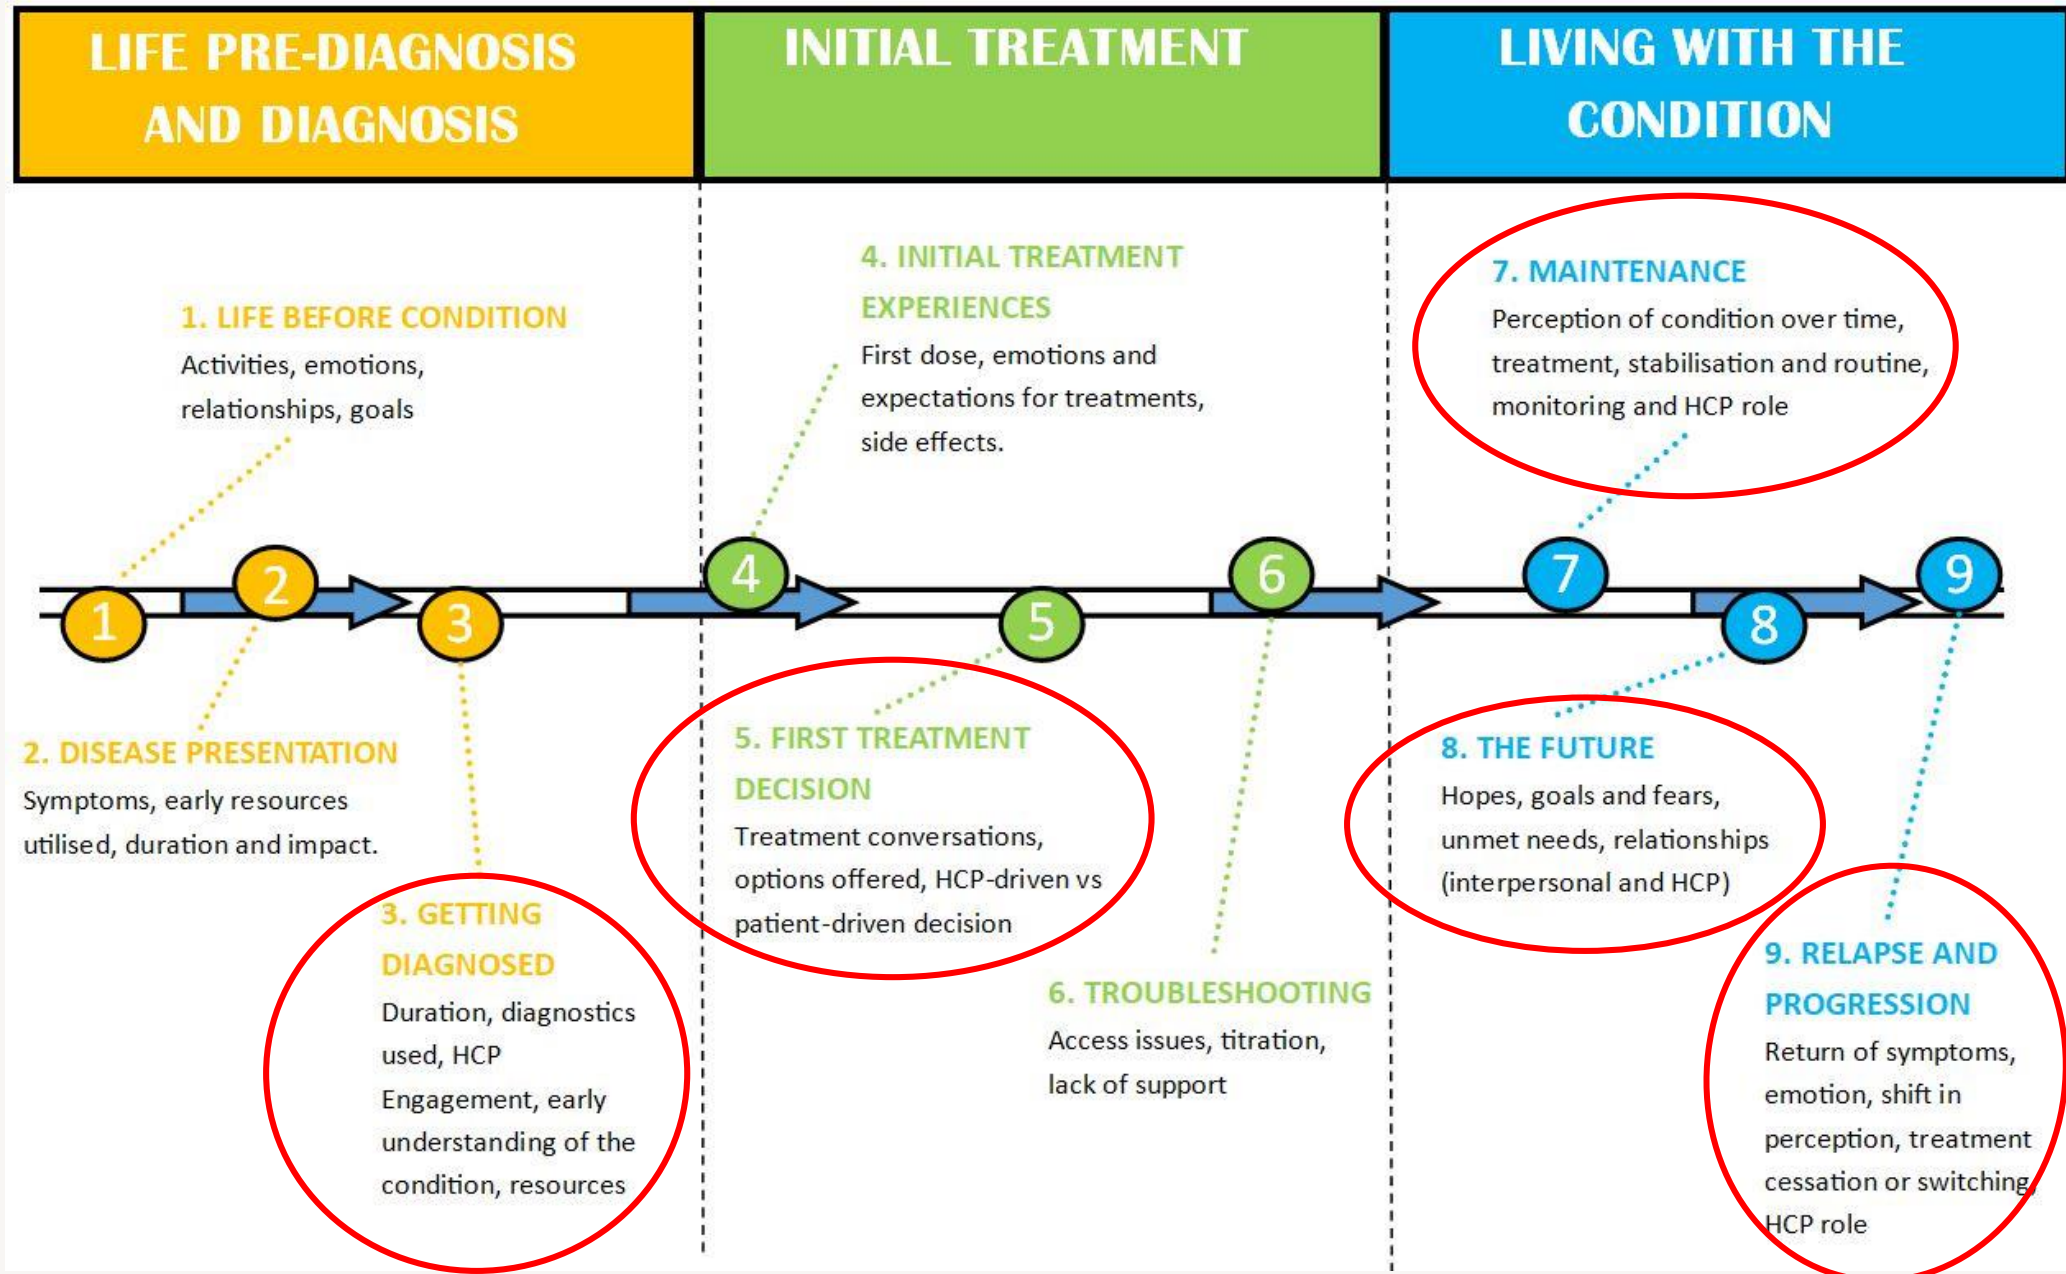 LIFE PRE-DIAGNOSIS
AND DIAGNOSIS
INITIAL TREATMENT
LIVING WITH THE
CONDITION
1. LIFE BEFORE CONDITION
Activities, emotions,
relationships, goals
4. INITIAL TREATMENT
EXPERIENCES
First dose, emotions and
expectations for treatments,
side effects.
7. MAINTENANCE
Perception of condition over time,
treatment, stabilisation and routine,
monitoring and HCP role
1
2
3
4
5
6
7
8
9
2. DISEASE PRESENTATION
Symptoms, early resources
utilised, duration and impact.
3. GETTING
DIAGNOSED
Duration, diagnostics
used, HCP
Engagement, early
understanding of the
condition, resources
5. FIRST TREATMENT
DECISION
Treatment conversations,
options offered, HCP-driven vs
patient-driven decision
6. TROUBLESHOOTING
Access issues, titration,
lack of support
8. THE FUTURE
Hopes, goals and fears,
unmet needs, relationships
(interpersonal and HCP)
9. RELAPSE AND
PROGRESSION
Return of symptoms,
emotion, shift in
perception, treatment
cessation or switching,
HCP role